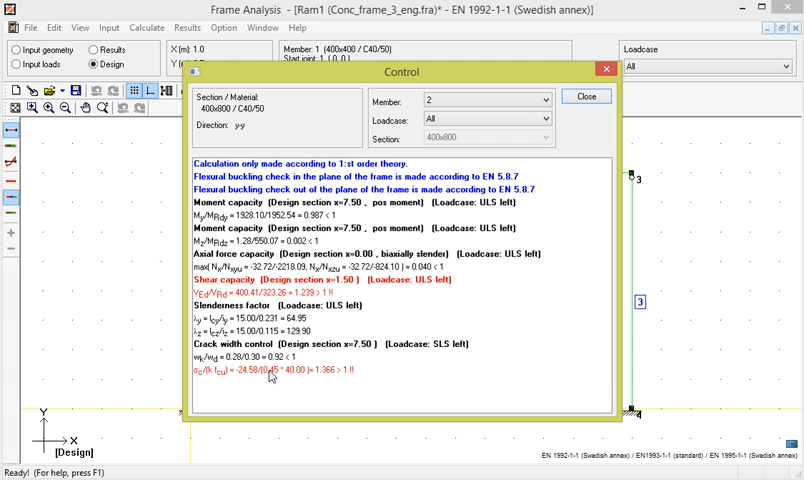 Frame Analysis - [Ram1 (Conc_frame_3_eng.fra)* - EN 1992-1-1 (Swedish annex)]
File Edit View Input Calculate Results Option Window Help
Input geometry Results
Input loads Design
X (m): 1.0
Member: 1 (400x400 / C40/50)
Loadcase
All
Control
Section / Material:
400x800 / C40/50
Direction: y-y
Member: 2
Loadcase: All
Section: 400x800
Close
Calculation only made according to 1:st order theory.
Flexural buckling check in the plane of the frame is made according to EN 5.8.7
Flexural buckling check out of the plane of the frame is made according to EN 5.8.7
Moment capacity (Design section x=7.50 , pos moment) (Loadcase: ULS left)
My/MRdy = 1928.10/1952.54 = 0.987 < 1
Moment capacity (Design section x=7.50 , pos moment) (Loadcase: ULS left)
Mz/MRdz = 1.28/550.07 = 0.002 < 1
Axial force capacity (Design section x=0.00 , biaxially slender) (Loadcase: ULS left)
max( Nx/Nxyu = -32.72/-2218.09, Nx/Nxzu = -32.72/-824.10 ) = 0.040 < 1
Shear capacity (Design section x=1.50 ) (Loadcase: ULS left)
VEd/VRd = 400.41/323.26 = 1.239 > 1 !!
Slenderness factor (Loadcase: ULS left)
λy = lcy/iy = 15.00/0.231 = 64.95
λz = lcz/iz = 15.00/0.115 = 129.90
Crack width control (Design section x=7.50 ) (Loadcase: SLS left)
wk/wd = 0.28/0.30 = 0.92 < 1
σc/(k fcu) = -24.58/(0.45 * 40.00 )= 1.366 > 1 !!
3
3
4
Y
X
[Design]
EN 1992-1-1 (Swedish annex) / EN1993-1-1 (standard) / EN 1995-1-1 (Swedish annex)
Ready! (For help, press F1)